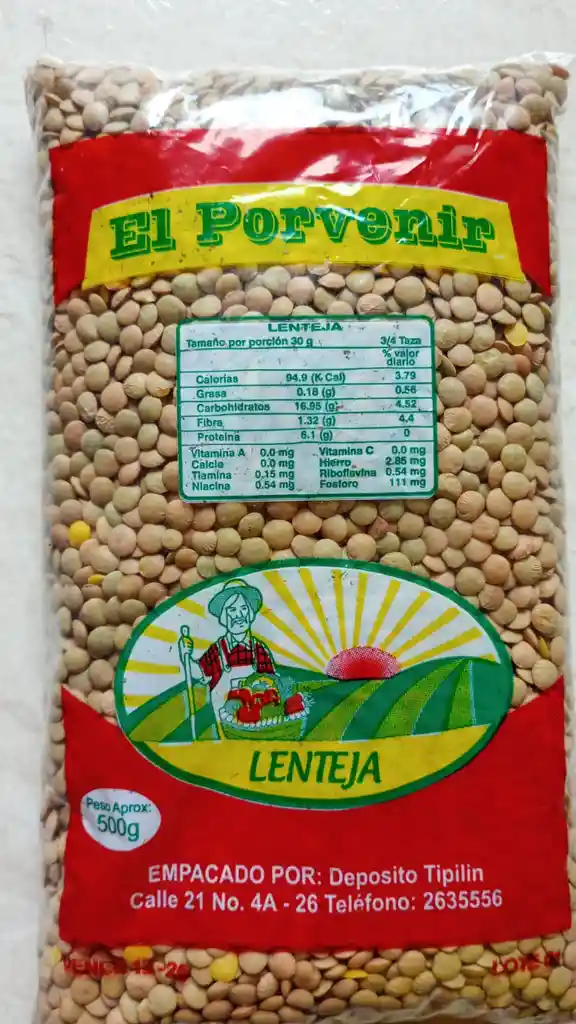 El Porvenir
LENTEJA
Tamaño por porción 30 g 3/4 Taza
% valor
diario
Calorias 94.9 (K Cal) 3.79
Grasa 0.18 (g) 0.56
Carbohidratos 16.95 (g) 4.52
Fibra 1.32 (g) 4.4
Proteina 6.1 (g) 0
Vitamina A 0.0 mg Vitamina C 0.0 mg
Calcio 0.0 mg Hierro 2.85 mg
Tiamina 0.15 mg Riboflavina 0.54 mg
Niacina 0.54 mg Fosforo 111 mg
LENTEJA
Peso Aprox:
500g
EMPACADO POR: Deposito Tipilin
Calle 21 No. 4A - 26 Teléfono: 2635556
LOTE